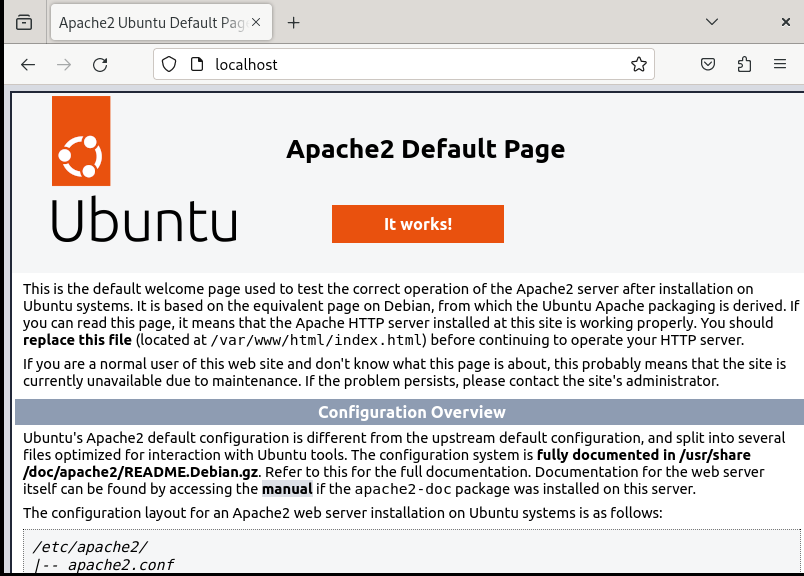 Apache2 Ubuntu Default Pag
localhost
Apache2 Default Page
Ubuntu
It works!
This is the default welcome page used to test the correct operation of the Apache2 server after installation on
Ubuntu systems. It is based on the equivalent page on Debian, from which the Ubuntu Apache packaging is derived. If
you can read this page, it means that the Apache HTTP server installed at this site is working properly. You should
replace this file (located at /var/www/html/index.html) before continuing to operate your HTTP server.
If you are a normal user of this web site and don't know what this page is about, this probably means that the site is
currently unavailable due to maintenance. If the problem persists, please contact the site's administrator.
Configuration Overview
Ubuntu's Apache2 default configuration is different from the upstream default configuration, and split into several
files optimized for interaction with Ubuntu tools. The configuration system is fully documented in /usr/share
/doc/apache2/README.Debian.gz. Refer to this for the full documentation. Documentation for the web server
itself can be found by accessing the manual if the apache2-doc package was installed on this server.
The configuration layout for an Apache2 web server installation on Ubuntu systems is as follows:
/etc/apache2/
|-- apache2.conf